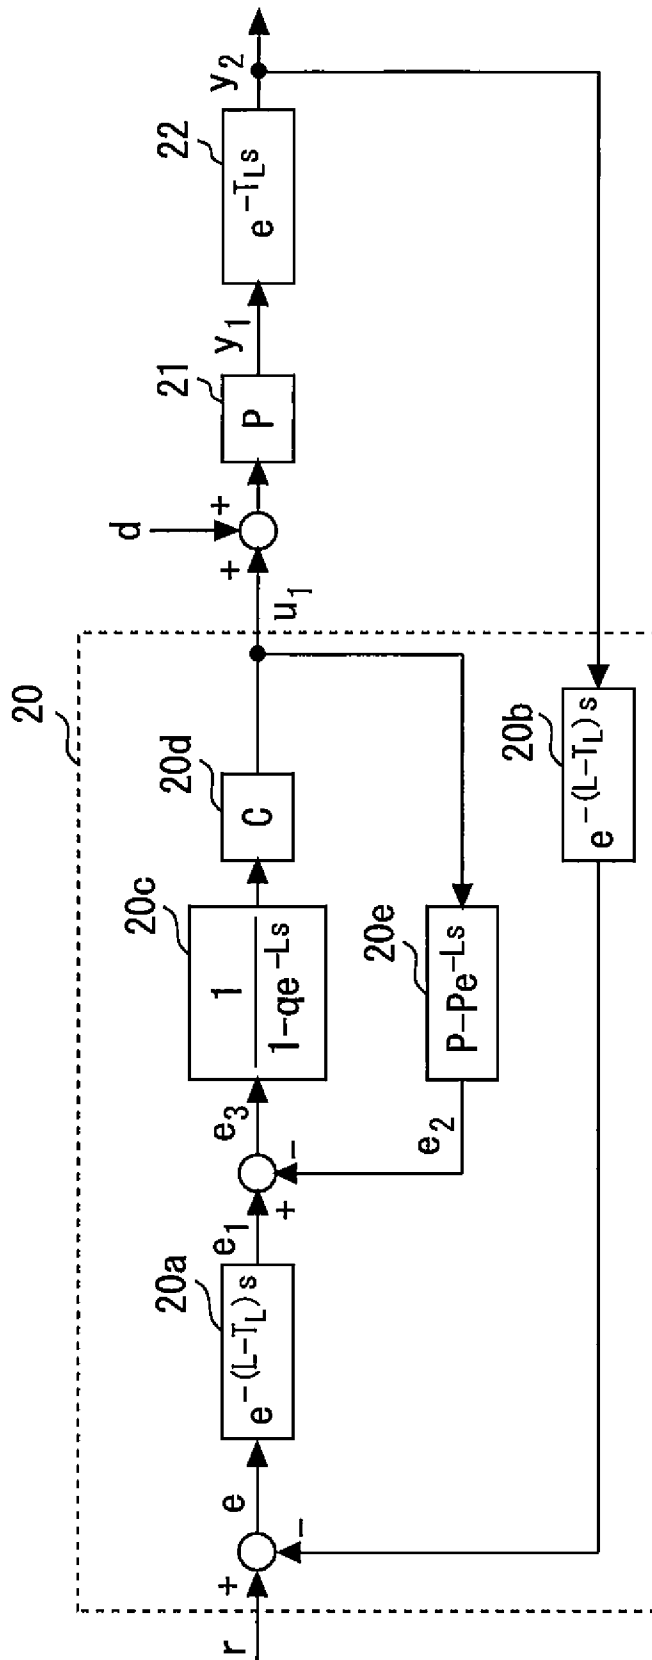 20
r
+
−
e
20a
e^{-(L-T_L)s}
e_1
+
−
e_3
e_2
20c
1
1-qe^{-Ls}
20d
C
20e
P-Pe^{-Ls}
u_1
d
+
+
21
P
y_1
22
e^{-T_Ls}
y_2
20b
e^{-(L-T_L)s}